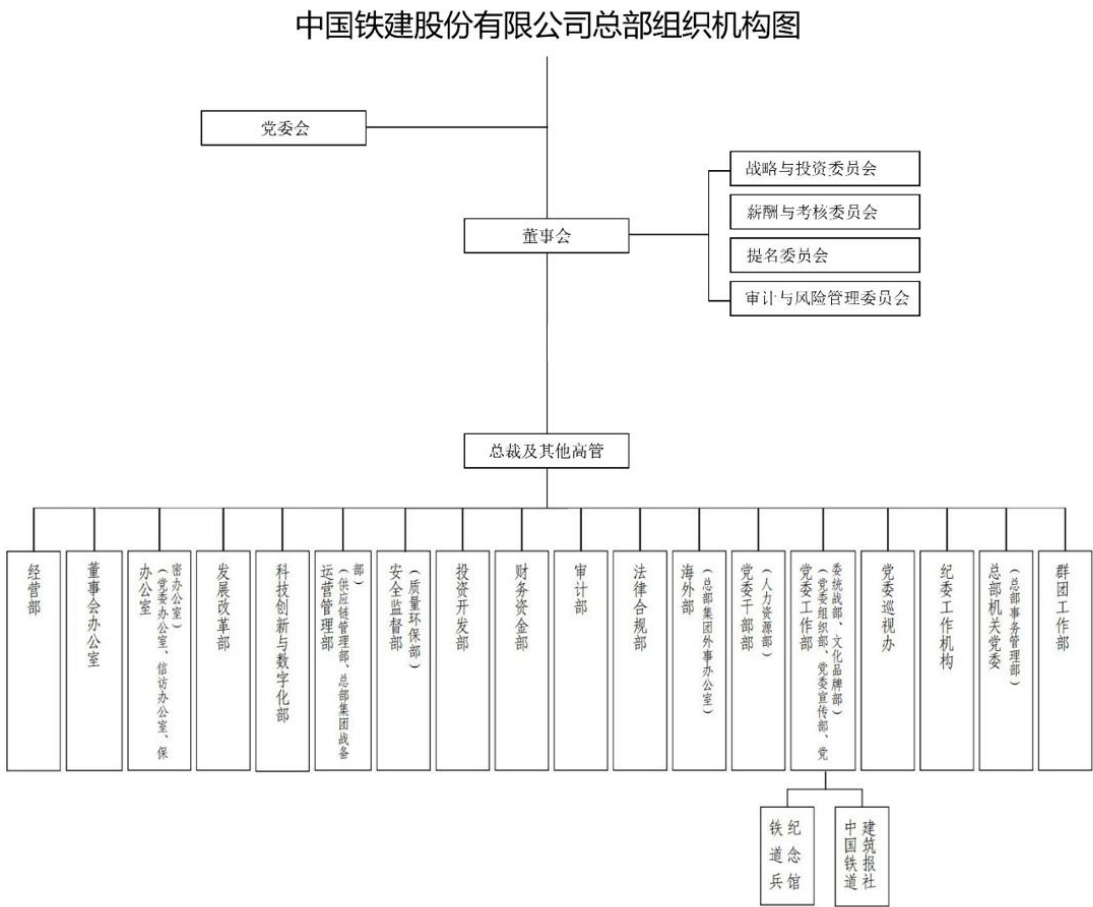 中国铁建股份有限公司总部组织机构图
党委会
战略与投资委员会
薪酬与考核委员会
董事会
提名委员会
审计与风险管理委员会
总裁及其他高管
经营部
董事会办公室
办公室
（党委办公室、信访办公室、保
密办公室）
发展改革部
科技创新与数字化部
运营管理部
（供应链管理部、总部集团战备
部）
安全监督部
（质量环保部）
投资开发部
财务资金部
审计部
法律合规部
海外部
（总部集团外事办公室）
党委干部部
（人力资源部）
党委工作部
（党委组织部、党委宣传部、党
委统战部、文化品牌部）
党委巡视办
纪委工作机构
总部机关党委
（总部事务管理部）
群团工作部
铁道兵
纪念馆
中国铁道
建筑报社